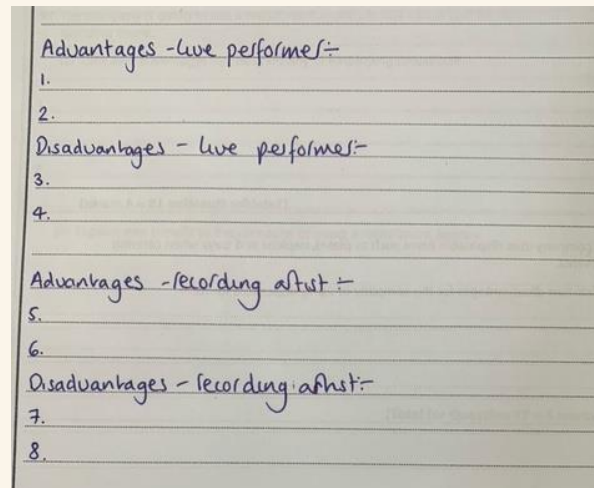 Advantages - live performer:-
1.
2.
Disadvantages - live performer:-
3.
4.
Advantages - recording artist:-
5.
6.
Disadvantages - recording artist:-
7.
8.